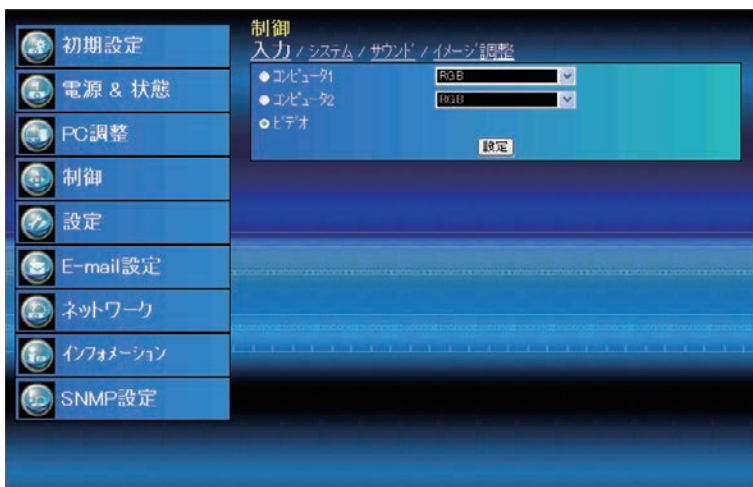 初期設定
電源 & 状態
PC調整
制御
設定
E-mail設定
ネットワーク
インフォメーション
SNMP設定
制御
入力 / システム / サウンド / イメージ調整
コンピュータ1 RGB
コンピュータ2 RGB
ビデオ
設定